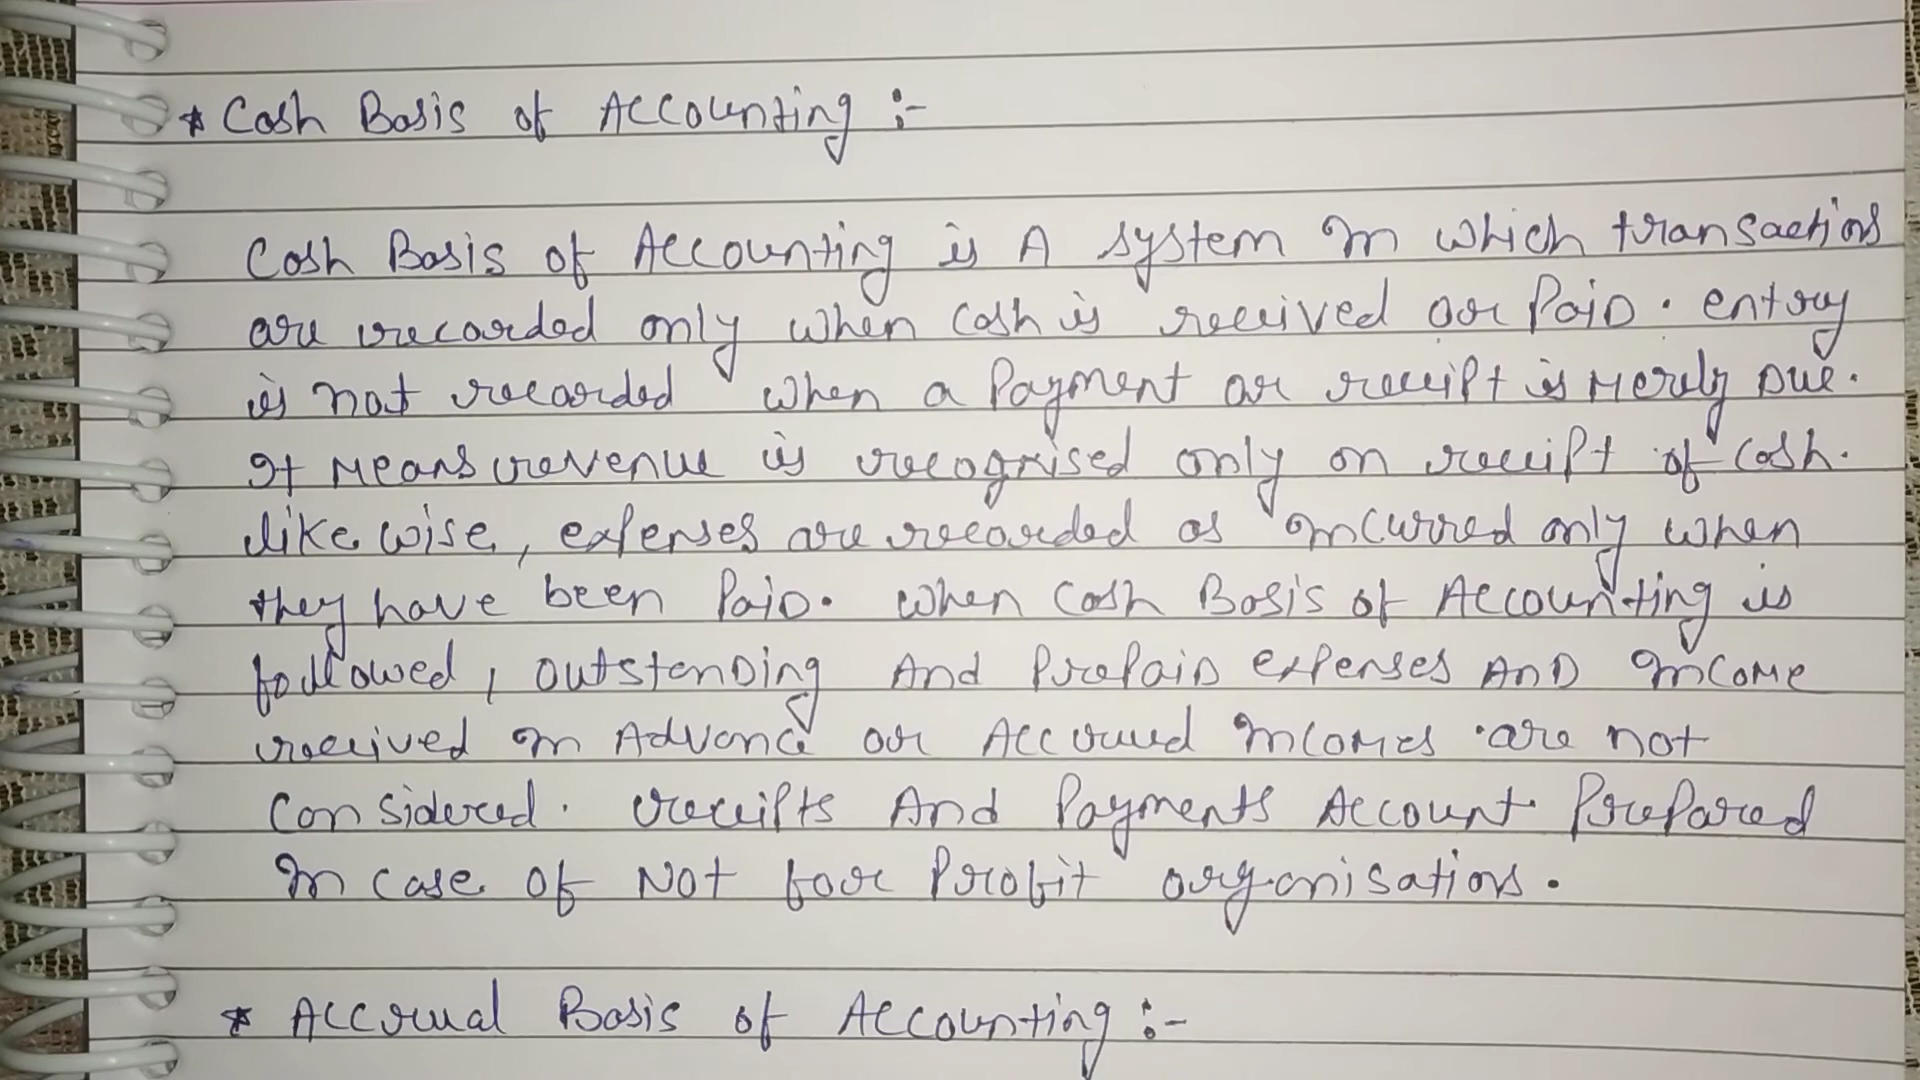 * Cash Basis of Accounting :-
Cash Basis of Accounting is A system in which transactions
are recorded only when cash is received or Paid. entry
is not recorded when a Payment or receipt is Merely Due.
It Means revenue is recognised only on receipt of cash.
likewise, expenses are recorded as incurred only when
they have been Paid. when cash Basis of Accounting is
followed, outstanding And Prepaid expenses AND income
received in Advance or Accrued incomes are not
considered. receipts And Payments Account Prepared
in case of Not for Profit organisations.
* Accrual Basis of Accounting :-